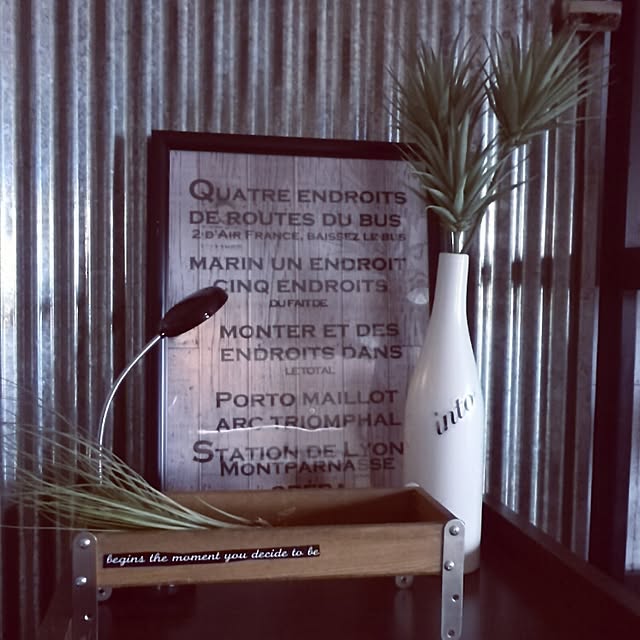 QUATRE ENDROITS
DE ROUTES DU BUS
2 D'AIR FRANCE, BAISSEZ LE BUS
MARIN UN ENDROIT
CINQ ENDROITS
DU FAIT DE
MONTER ET DES
ENDROITS DANS
LE TOTAL
PORTO MAILLOT
ARC TRIOMPHAL
STATION DE LYON
MONTPARNASSE
into
begins the moment you decide to be